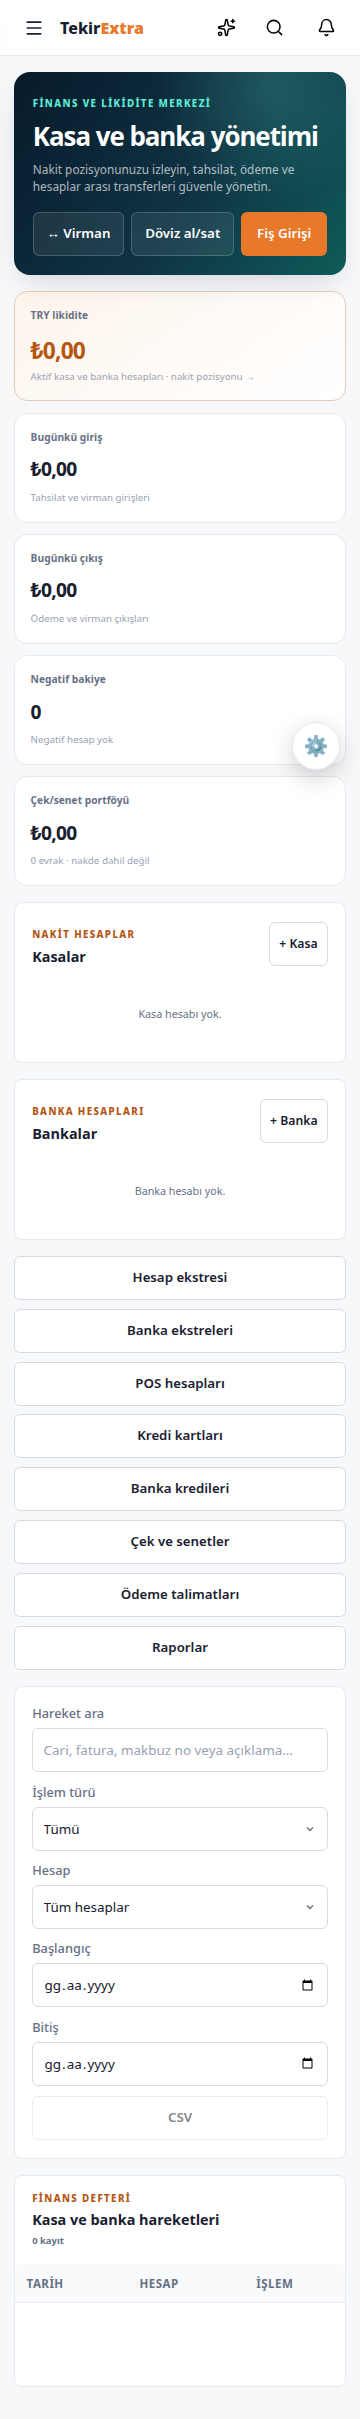 TekirExtra
FİNANS VE LİKİDİTE MERKEZİ
Kasa ve banka yönetimi
Nakit pozisyonunuzu izleyin, tahsilat, ödeme ve
hesaplar arası transferleri güvenle yönetin.
↔ Virman
Döviz al/sat
Fiş Girişi
TRY likidite
₺0,00
Aktif kasa ve banka hesapları · nakit pozisyonu →
Bugünkü giriş
₺0,00
Tahsilat ve virman girişleri
Bugünkü çıkış
₺0,00
Ödeme ve virman çıkışları
Negatif bakiye
0
Negatif hesap yok
Çek/senet portföyü
₺0,00
0 evrak · nakde dahil değil
NAKİT HESAPLAR
Kasalar
+ Kasa
Kasa hesabı yok.
BANKA HESAPLARI
Bankalar
+ Banka
Banka hesabı yok.
Hesap ekstresi
Banka ekstreleri
POS hesapları
Kredi kartları
Banka kredileri
Çek ve senetler
Ödeme talimatları
Raporlar
Hareket ara
Cari, fatura, makbuz no veya açıklama...
İşlem türü
Tümü
Hesap
Tüm hesaplar
Başlangıç
gg.aa.yyyy
Bitiş
gg.aa.yyyy
CSV
FİNANS DEFTERİ
Kasa ve banka hareketleri
0 kayıt
TARİH HESAP İŞLEM